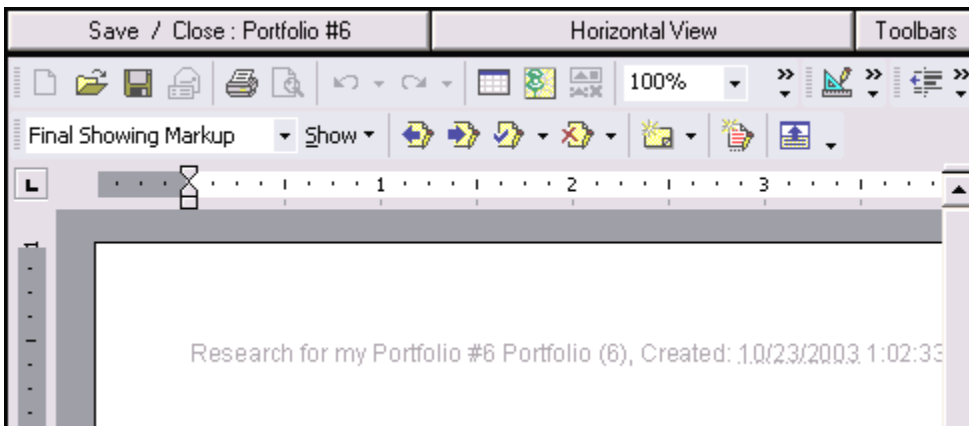 Save / Close : Portfolio #6 Horizontal View Toolbars
100%
Final Showing Markup Show
1 2 3
Research for my Portfolio #6 Portfolio (6), Created: 10/23/2003 1:02:33